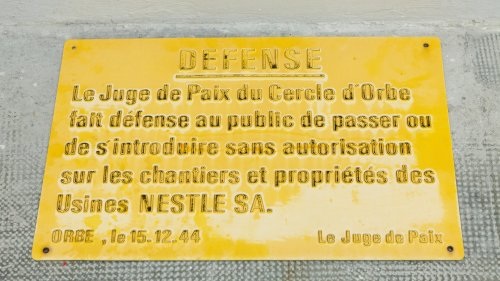 DEFENSE
Le Juge de Paix du Cercle d'Orbe
fait défense au public de passer ou
de s'introduire sans autorisation
sur les chantiers et propriétés des
Usines NESTLE SA.
ORBE, le 15.12.44 Le Juge de Paix